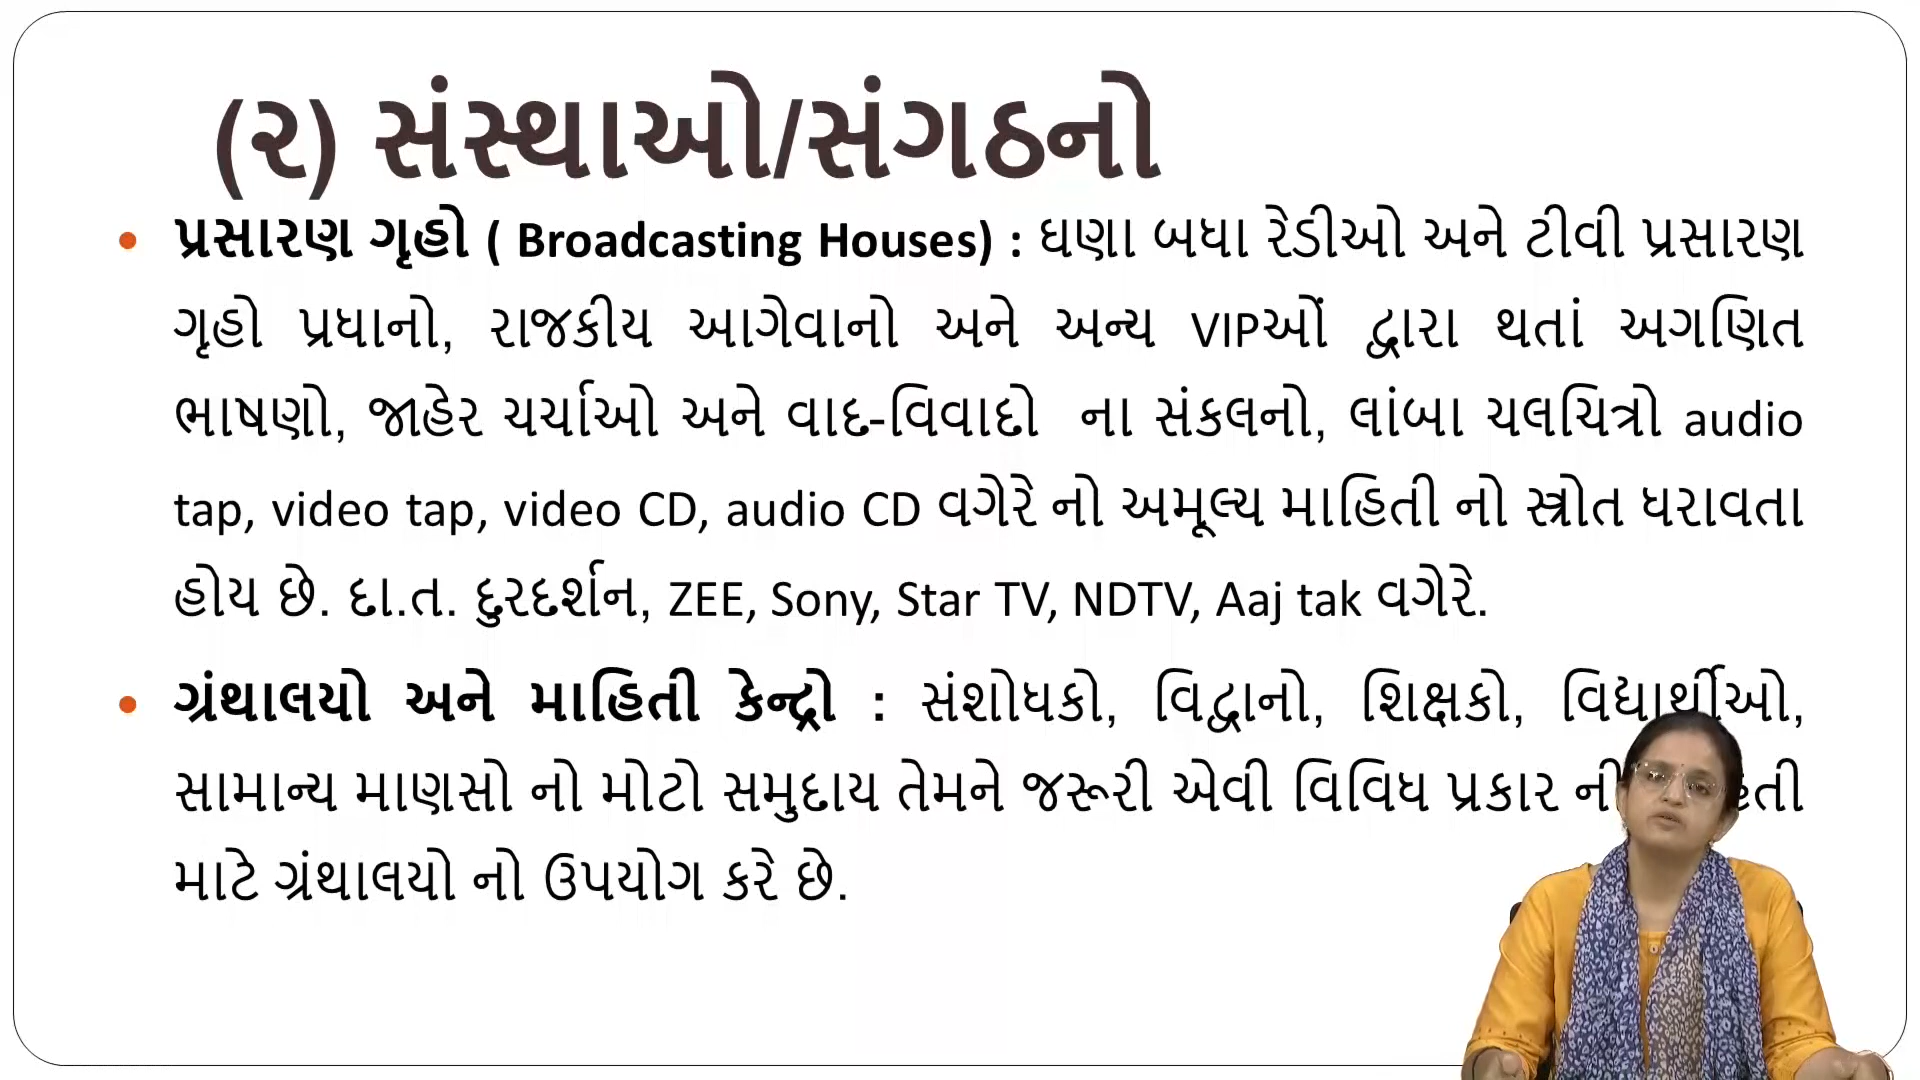 (૨) સંસ્થાઓ/સંગઠનો
• પ્રસારણ ગૃહો ( Broadcasting Houses) : ઘણા બધા રેડીઓ અને ટીવી પ્રસારણ
ગૃહો પ્રધાનો, રાજકીય આગેવાનો અને અન્ય VIPઓં દ્વારા થતાં અગણિત
ભાષણો, જાહેર ચર્ચાઓ અને વાદ-વિવાદો ના સંકલનો, લાંબા ચલચિત્રો audio
tap, video tap, video CD, audio CD વગેરે નો અમૂલ્ય માહિતી નો સ્ત્રોત ધરાવતા
હોય છે. દા.ત. દુરદર્શન, ZEE, Sony, Star TV, NDTV, Aaj tak વગેરે.
• ગ્રંથાલયો અને માહિતી કેન્દ્રો : સંશોધકો, વિદ્વાનો, શિક્ષકો, વિદ્યાર્થીઓ,
સામાન્ય માણસો નો મોટો સમુદાય તેમને જરૂરી એવી વિવિધ પ્રકાર ની
માટે ગ્રંથાલયો નો ઉપયોગ કરે છે.